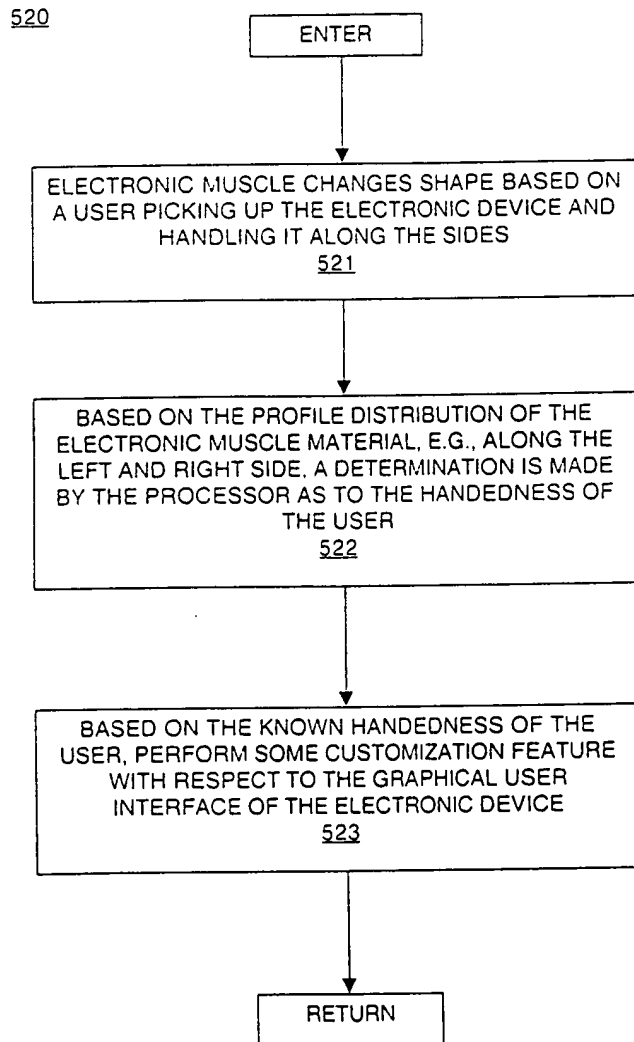 520
ENTER
ELECTRONIC MUSCLE CHANGES SHAPE BASED ON
A USER PICKING UP THE ELECTRONIC DEVICE AND
HANDLING IT ALONG THE SIDES
521
BASED ON THE PROFILE DISTRIBUTION OF THE
ELECTRONIC MUSCLE MATERIAL, E.G., ALONG THE
LEFT AND RIGHT SIDE, A DETERMINATION IS MADE
BY THE PROCESSOR AS TO THE HANDEDNESS OF
THE USER
522
BASED ON THE KNOWN HANDEDNESS OF THE
USER, PERFORM SOME CUSTOMIZATION FEATURE
WITH RESPECT TO THE GRAPHICAL USER
INTERFACE OF THE ELECTRONIC DEVICE
523
RETURN